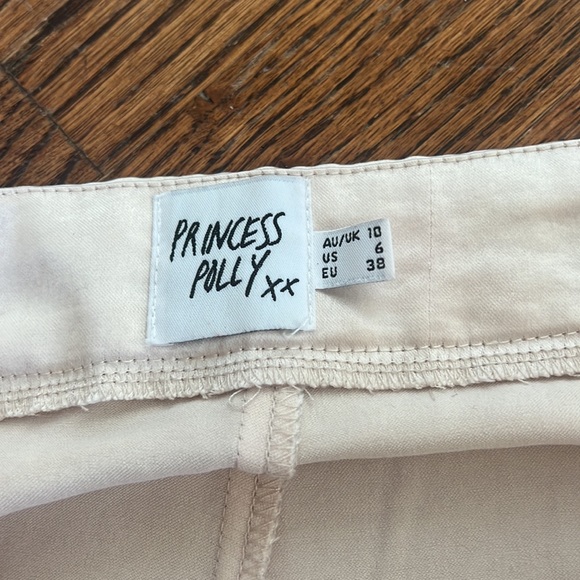 PRINCESS
POLLY xx
AU/UK 10
US 6
EU 38